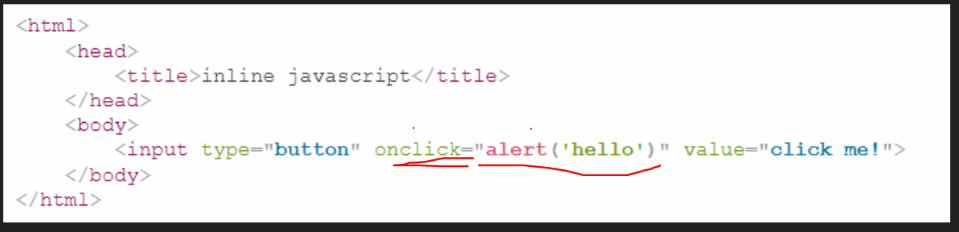 <html>
<head>
<title>inline javascript</title>
</head>
<body>
<input type="button" onclick="alert('hello')" value="click me!">
</body>
</html>